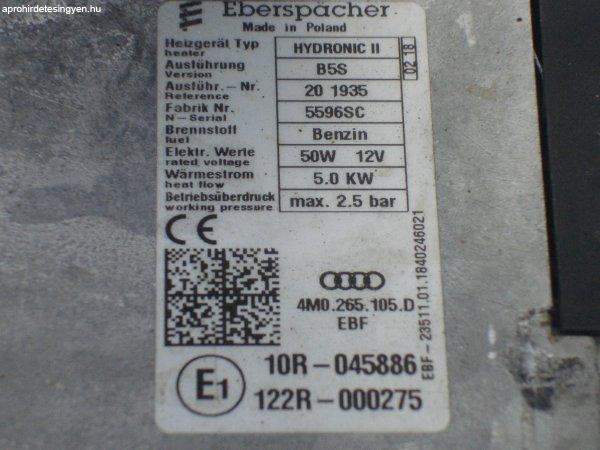 aprohirdetesingyen.hu
Eberspächer
Made in Poland
Heizgerät Typ HYDRONIC II
heater
02 18
Ausführung B5S
Version
Ausführ.- Nr. 20 1935
Reference
Fabrik Nr. 5596SC
N-Serial
Brennstoff Benzin
fuel
Elektr. Werte 50W 12V
rated voltage
Wärmestrom 5.0 KW
heat flow
Betriebsüberdruck max. 2.5 bar
working pressure
CE
4M0.265.105.D
EBF
EBF-23511.01.1840246021
E1
10R-045886
122R-000275